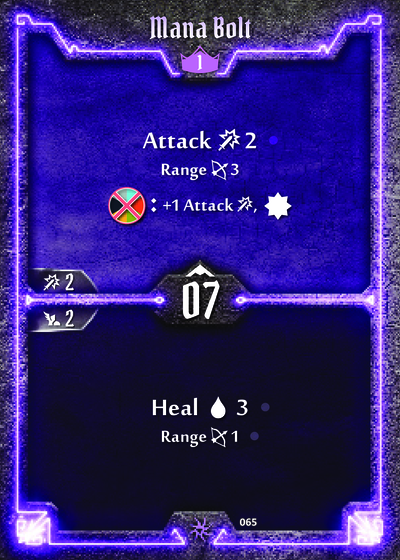 Mana Bolt
1
Attack 2
Range 3
: +1 Attack ,
2
07
2
Heal 3
Range 1
065